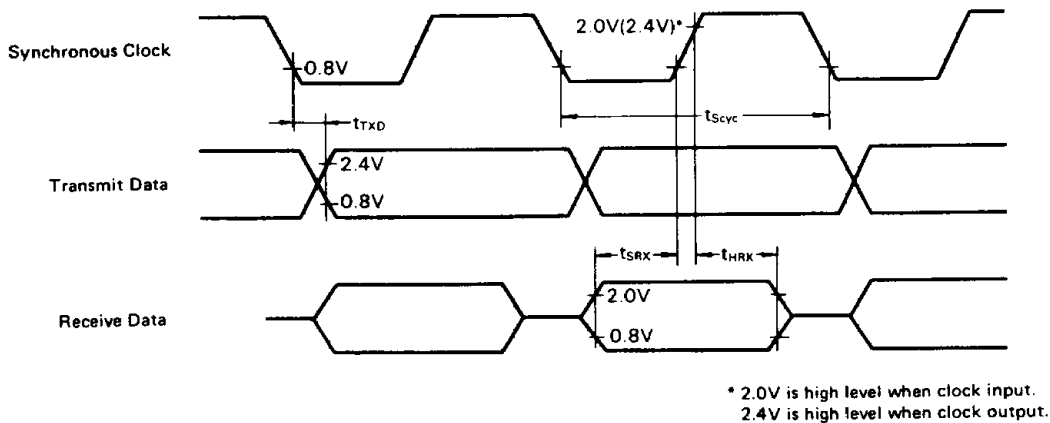 2.0V(2.4V)*
Synchronous Clock
0.8V
tScyc
tTXD
2.4V
Transmit Data
0.8V
tSRX
tHRX
2.0V
Receive Data
0.8V
* 2.0V is high level when clock input.
2.4V is high level when clock output.